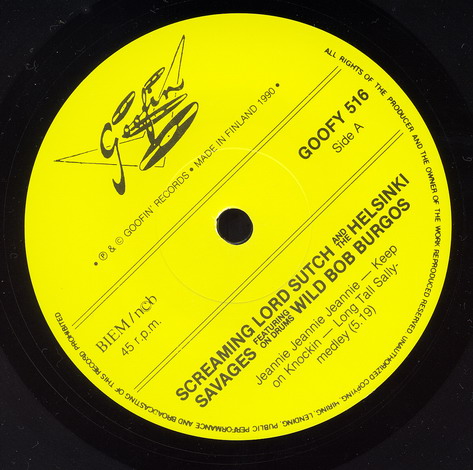 Goofin
• ℗ & © GOOFIN' RECORDS • MADE IN FINLAND 1990 •
GOOFY 516
Side A
BIEM/ncb
45 r.p.m.
SCREAMING LORD SUTCH AND THE HELSINKI
SAVAGES FEATURING ON DRUMS WILD BOB BURGOS
Jeannie Jeannie Jeannie — Keep
on Knockin — Long Tall Sally-
medley (5.19)
ALL RIGHTS OF THE PRODUCER AND THE OWNER OF THE WORK REPRODUCED RESERVED UNAUTHORIZED COPYING, HIRING, LENDING, PUBLIC PERFORMANCE AND BROADCASTING OF THIS RECORD PROHIBITED